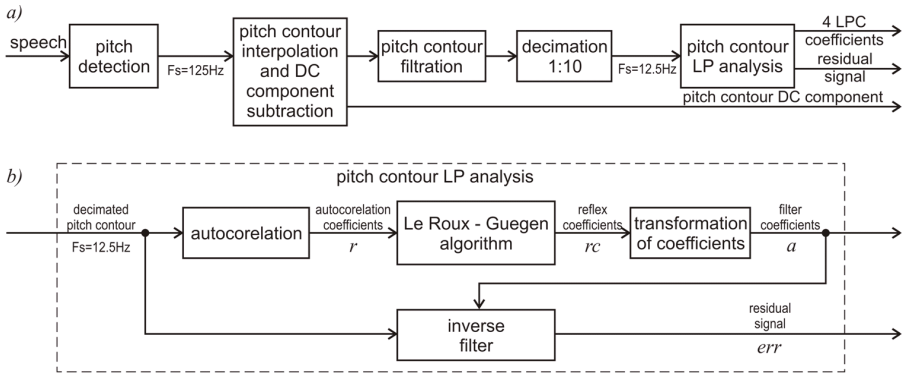 a)
speech
pitch
detection
Fs=125Hz
pitch contour
interpolation
and DC
component
subtraction
pitch contour
filtration
decimation
1:10
Fs=12.5Hz
pitch contour
LP analysis
4 LPC
coefficients
residual
signal
pitch contour DC component
b)
pitch contour LP analysis
decimated
pitch contour
Fs=12.5Hz
autocorelation
autocorelation
coefficients
r
Le Roux - Guegen
algorithm
reflex
coefficients
rc
transformation
of coefficients
filter
coefficients
a
inverse
filter
residual
signal
err